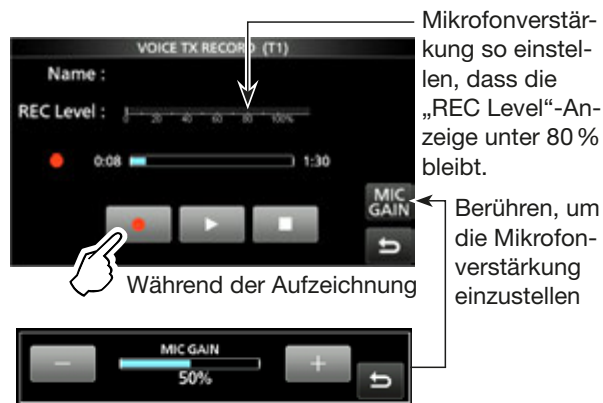 VOICE TX RECORD (T1)
Name :
REC Level :
20 40 60 80 100%
0:08 1:30
MIC
GAIN
Mikrofonverstär-
kung so einstel-
len, dass die
„REC Level“-An-
zeige unter 80 %
bleibt.
Berühren, um
die Mikrofon-
verstärkung
einzustellen
Während der Aufzeichnung
MIC GAIN
50%